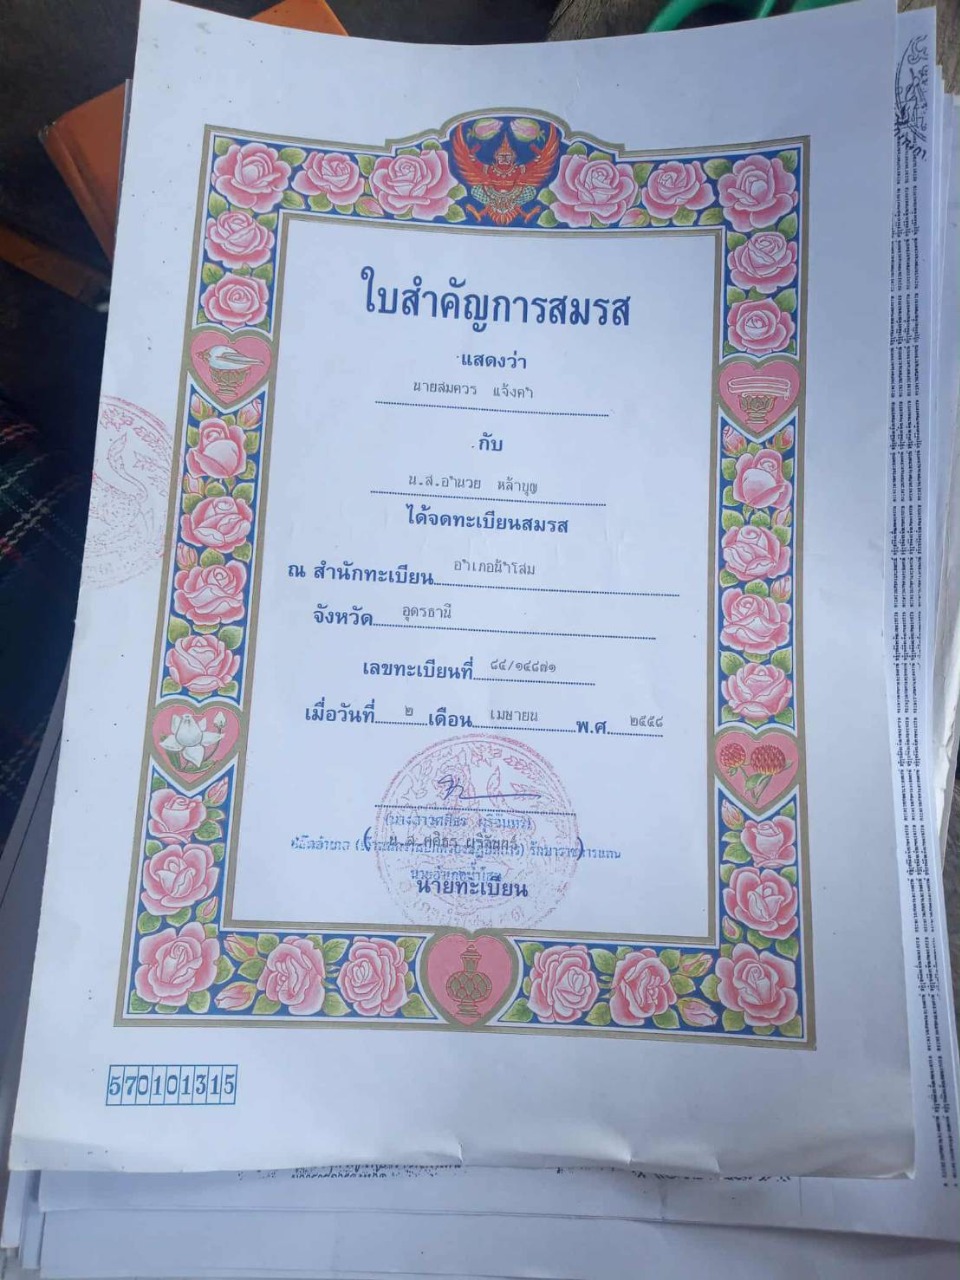 ใบสำคัญการสมรส
แสดงว่า
นายสมควร แจ้งคำ
กับ
น.ส.อำนวย หล้าบุญ
ได้จดทะเบียนสมรส
ณ สำนักทะเบียน อำเภอน้ำโสม
จังหวัด อุดรธานี
เลขทะเบียนที่ ๘๔/๑๔๘๗๑
เมื่อวันที่ ๒ เดือน เมษายน พ.ศ. ๒๕๕๘
นายทะเบียน
570101315